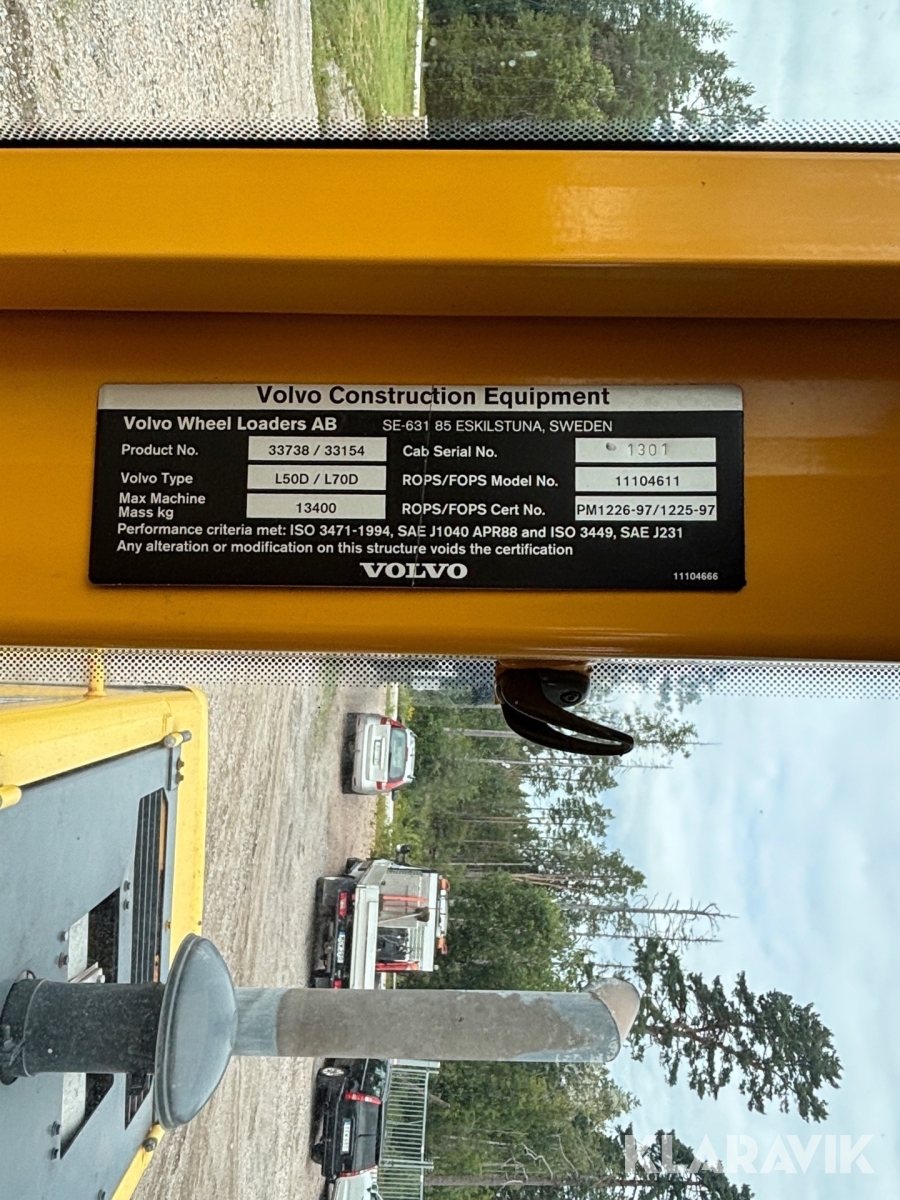 Volvo Construction Equipment
Volvo Wheel Loaders AB SE-631 85 ESKILSTUNA, SWEDEN
Product No. 33738 / 33154 Cab Serial No. 1301
Volvo Type L50D / L70D ROPS/FOPS Model No. 11104611
Max Machine Mass kg 13400 ROPS/FOPS Cert No. PM1226-97/1225-97
Performance criteria met: ISO 3471-1994, SAE J1040 APR88 and ISO 3449, SAE J231
Any alteration or modification on this structure voids the certification
VOLVO
11104666
KLARAVIK